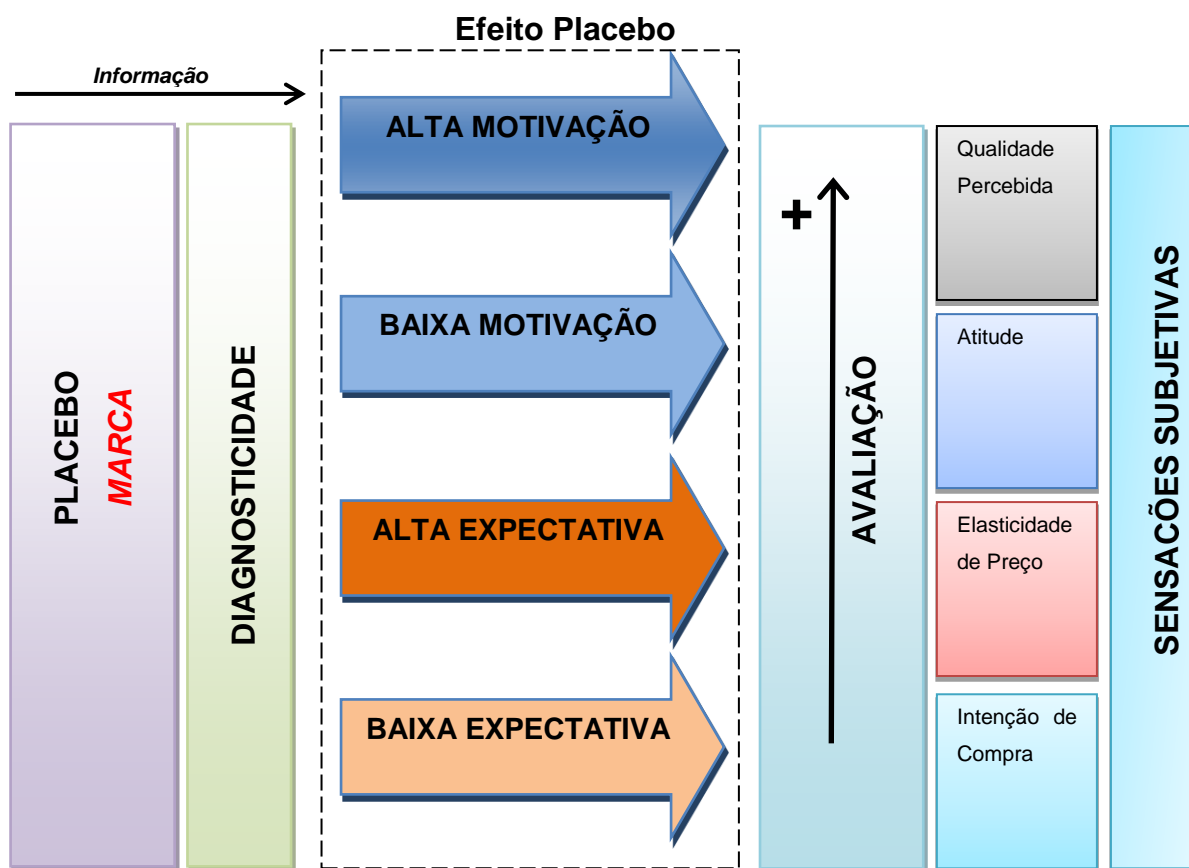 Efeito Placebo
Informação
PLACEBO
MARCA
DIAGNOSTICIDADE
ALTA MOTIVAÇÃO
BAIXA MOTIVAÇÃO
ALTA EXPECTATIVA
BAIXA EXPECTATIVA
+
AVALIAÇÃO
Qualidade
Percebida
Atitude
Elasticidade
de Preço
Intenção de
Compra
SENSAÇÕES SUBJETIVAS